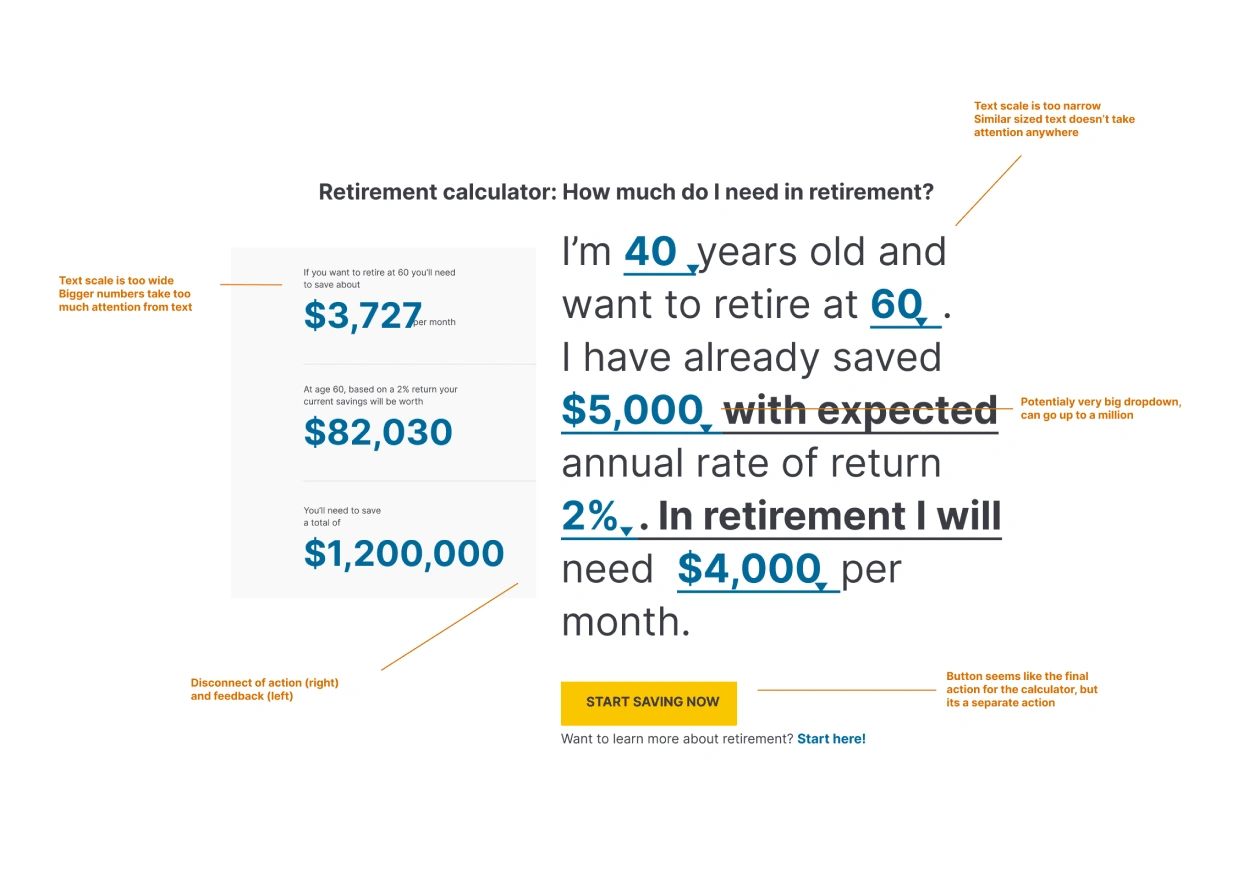 Text scale is too narrow
Similar sized text doesn't take
attention anywhere
Retirement calculator: How much do I need in retirement?
Text scale is too wide
Bigger numbers take too
much attention from text
If you want to retire at 60 you'll need
to save about
$3,727 per month
At age 60, based on a 2% return your
current savings will be worth
$82,030
You'll need to save
a total of
$1,200,000
I’m 40 years old and
want to retire at 60 .
I have already saved
$5,000 with expected
annual rate of return
2% . In retirement I will
need $4,000 per
month.
Potentialy very big dropdown,
can go up to a million
Disconnect of action (right)
and feedback (left)
Button seems like the final
action for the calculator, but
its a separate action
START SAVING NOW
Want to learn more about retirement? Start here!